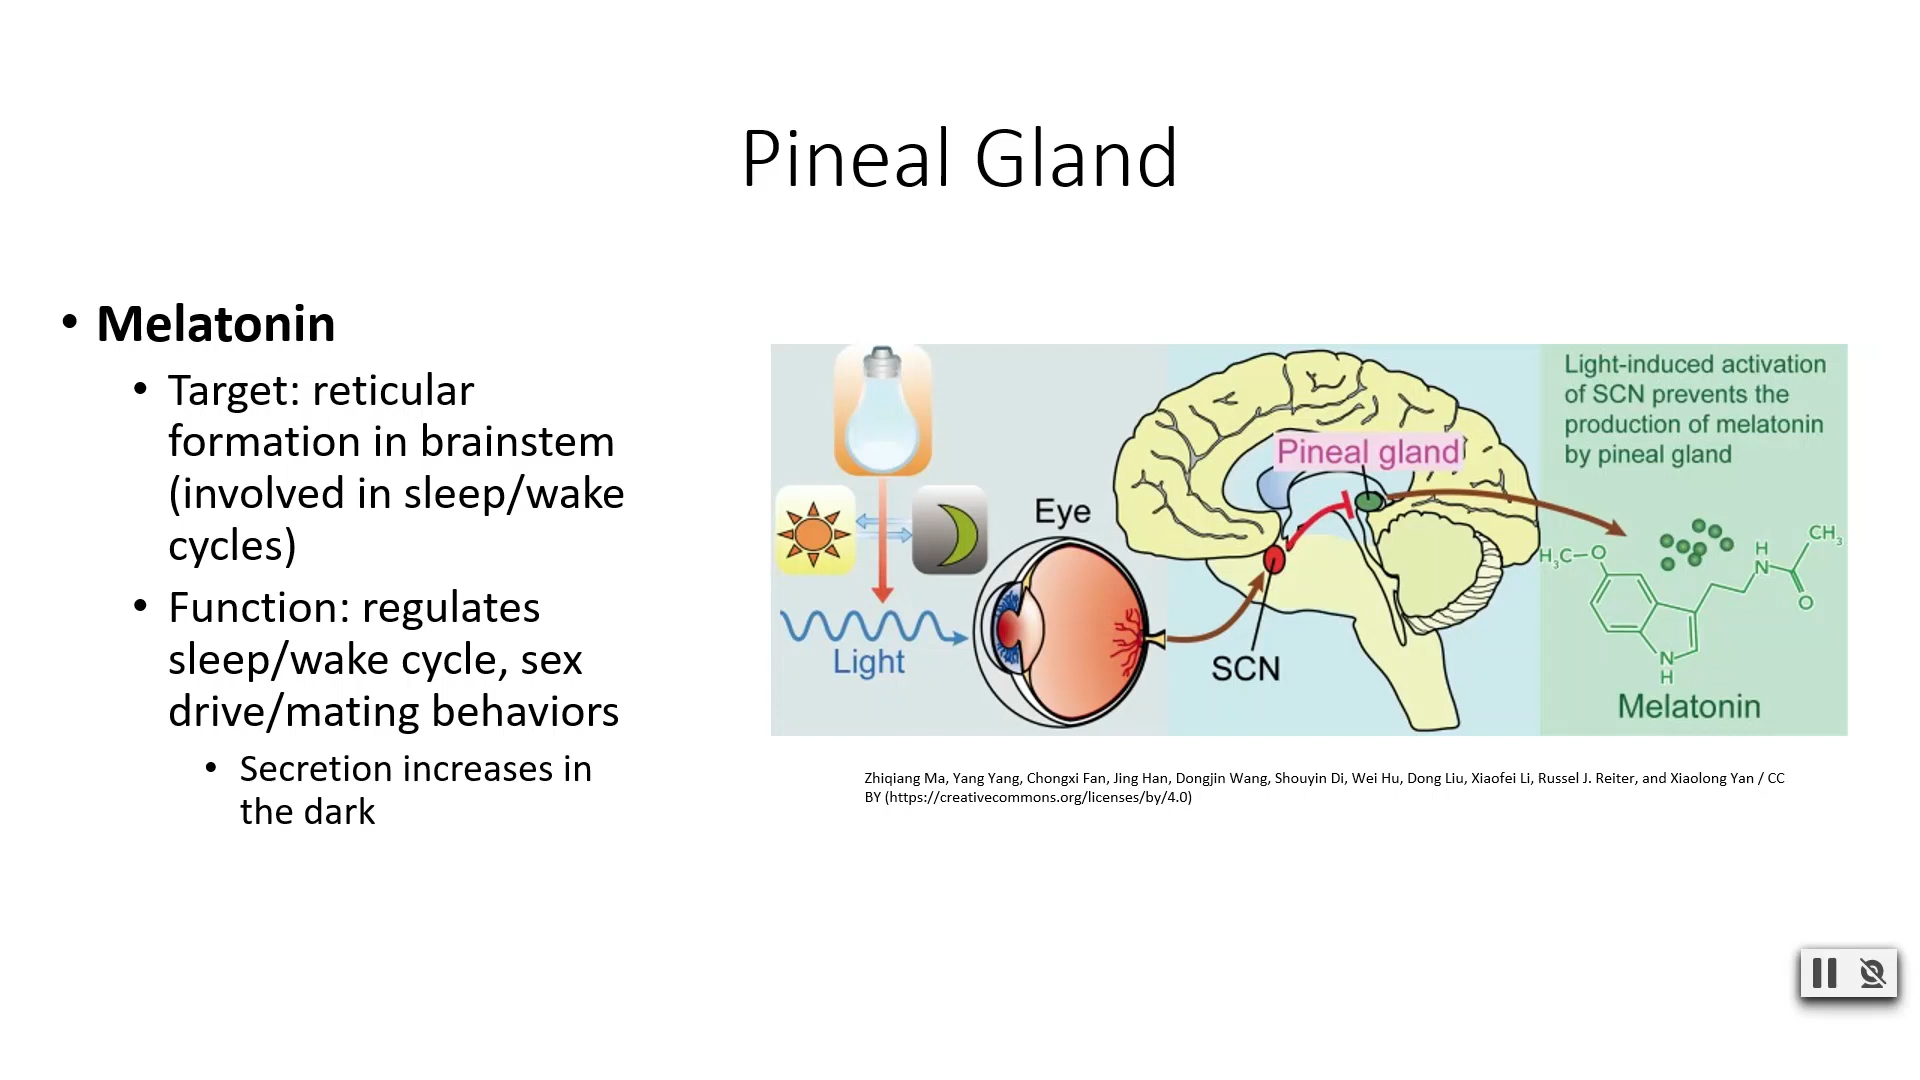 Pineal Gland
• Melatonin
• Target: reticular
formation in brainstem
(involved in sleep/wake
cycles)
• Function: regulates
sleep/wake cycle, sex
drive/mating behaviors
• Secretion increases in
the dark
Light
Eye
Pineal gland
SCN
Light-induced activation
of SCN prevents the
production of melatonin
by pineal gland
H₃C–O
H
N
CH₃
O
N
H
Melatonin
Zhiqiang Ma, Yang Yang, Chongxi Fan, Jing Han, Dongjin Wang, Shouyin Di, Wei Hu, Dong Liu, Xiaofei Li, Russel J. Reiter, and Xiaolong Yan / CC
BY (https://creativecommons.org/licenses/by/4.0)